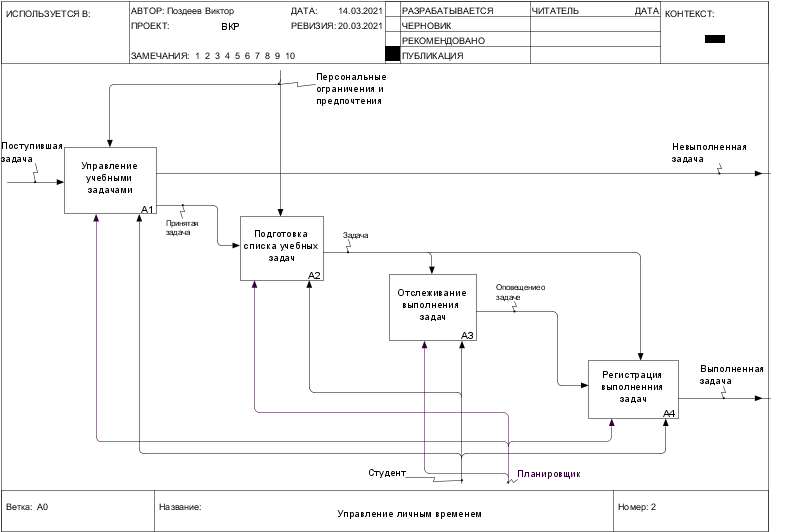 ИСПОЛЬЗУЕТСЯ В:
АВТОР: Поздеев Виктор
ДАТА: 14.03.2021
ПРОЕКТ: ВКР
РЕВИЗИЯ: 20.03.2021
ЗАМЕЧАНИЯ: 1 2 3 4 5 6 7 8 9 10
РАЗРАБАТЫВАЕТСЯ
ЧЕРНОВИК
РЕКОМЕНДОВАНО
ПУБЛИКАЦИЯ
ЧИТАТЕЛЬ ДАТА
КОНТЕКСТ:
Персональные
ограничения и
предпочтения
Поступившая
задача
Управление
учебными
задачами
A1
Невыполненная
задача
Принятая
задача
Подготовка
списка учебных
задач
A2
Задача
Отслеживание
выполнения
задач
A3
Оповещениео
задаче
Регистрация
выполненния
задач
A4
Выполненная
задача
Студент
Планировщик
Ветка: A0
Название:
Управление личным временем
Номер: 2